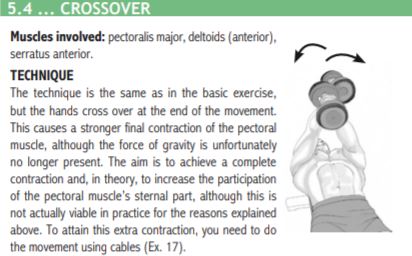 5.4 ... CROSSOVER
Muscles involved: pectoralis major, deltoids (anterior),
serratus anterior.
TECHNIQUE
The technique is the same as in the basic exercise,
but the hands cross over at the end of the movement.
This causes a stronger final contraction of the pectoral
muscle, although the force of gravity is unfortunately
no longer present. The aim is to achieve a complete
contraction and, in theory, to increase the participation
of the pectoral muscle's sternal part, although this is
not actually viable in practice for the reasons explained
above. To attain this extra contraction, you need to do
the movement using cables (Ex. 17).